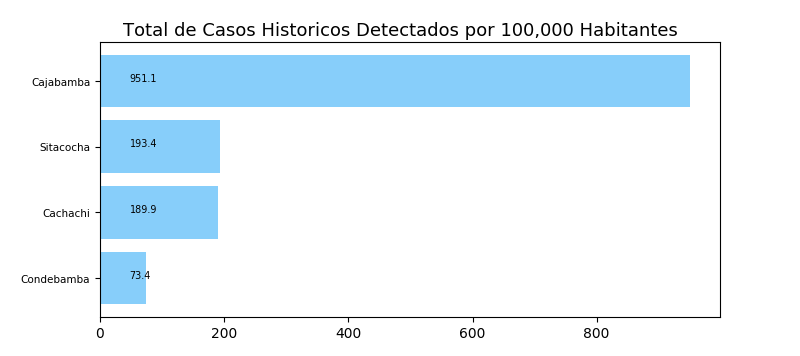 Total de Casos Historicos Detectados por 100,000 Habitantes
Cajabamba 951.1
Sitacocha 193.4
Cachachi 189.9
Condebamba 73.4
0 200 400 600 800